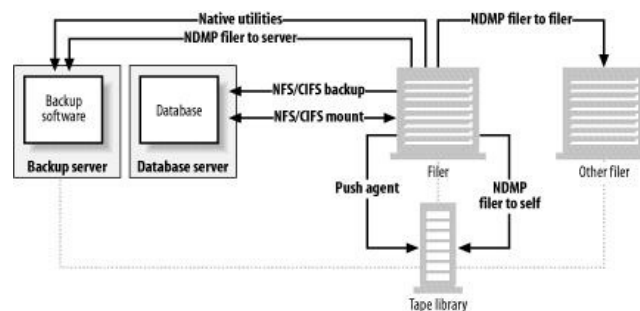 Native utilities
NDMP filer to filer
NDMP filer to server
Backup
software
Database
NFS/CIFS backup
NFS/CIFS mount
Backup server
Database server
Filer
Other filer
Push agent
NDMP
filer to self
Tape library